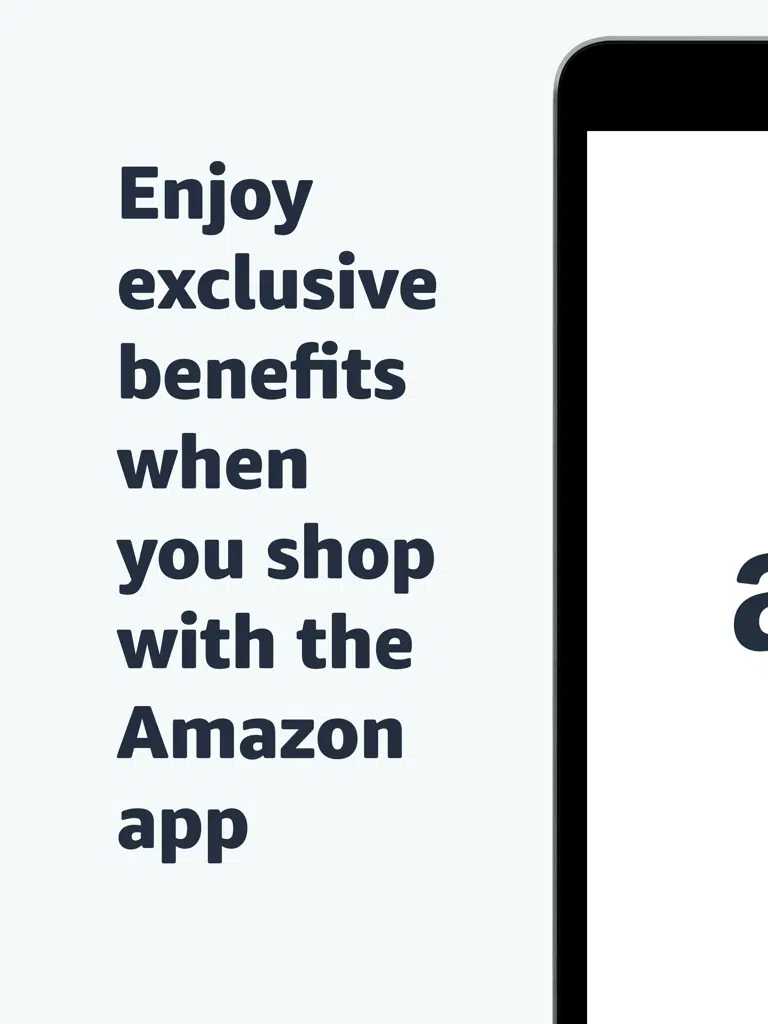 Enjoy
exclusive
benefits
when
you shop
with the
Amazon
app
a